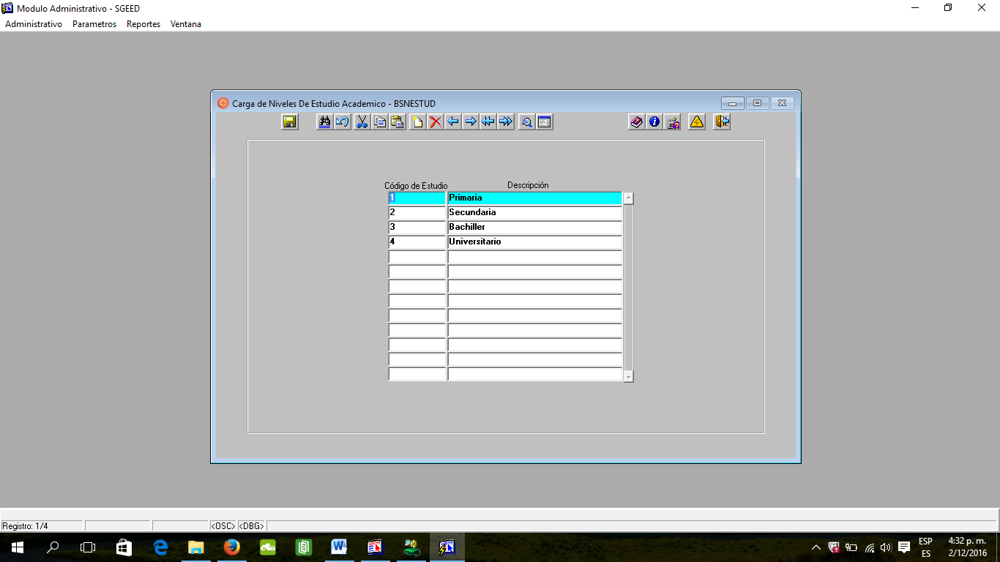 Modulo Administrativo - SGEED
Administrativo Parametros Reportes Ventana
Carga de Niveles De Estudio Academico - BSNESTUD
Código de Estudio Descripción
1 Primaria
2 Secundaria
3 Bachiller
4 Universitario
Registro: 1/4 <OSC> <DBG>
ESP 4:32 p. m.
ES 2/12/2016